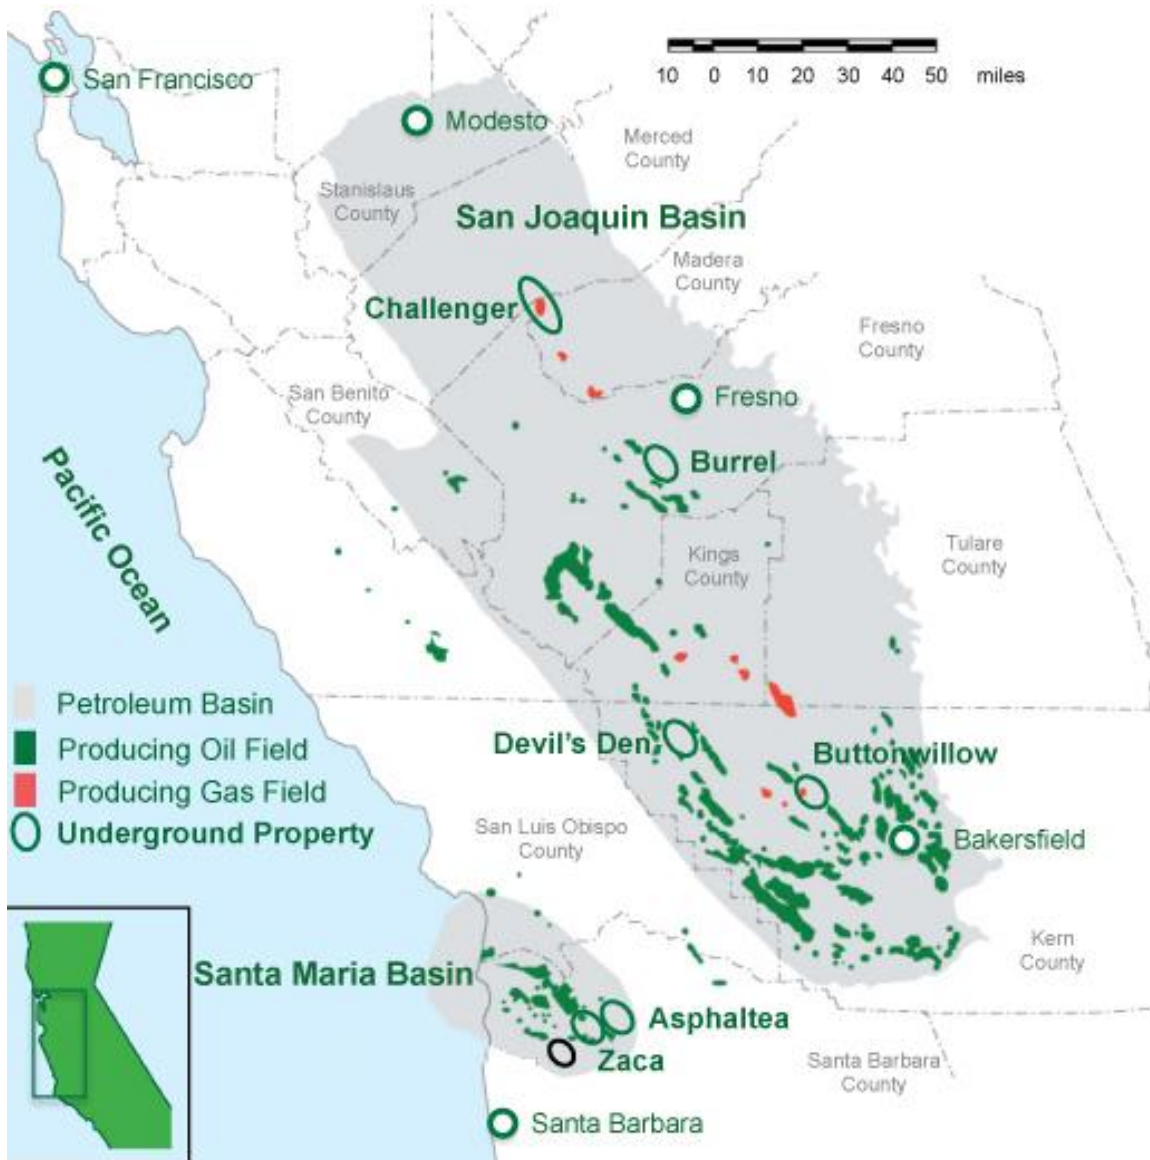 San Francisco
10 0 10 20 30 40 50 miles
Modesto
Merced
County
Stanislaus
County
San Joaquin Basin
Madera
County
Challenger
Fresno
County
San Benito
County
Fresno
Burrel
Pacific Ocean
Kings
County
Tulare
County
Petroleum Basin
Producing Oil Field
Producing Gas Field
Underground Property
Devil's Den
Buttonwillow
San Luis Obispo
County
Bakersfield
Kern
County
Santa Maria Basin
Asphaltea
Zaca
Santa Barbara
County
Santa Barbara